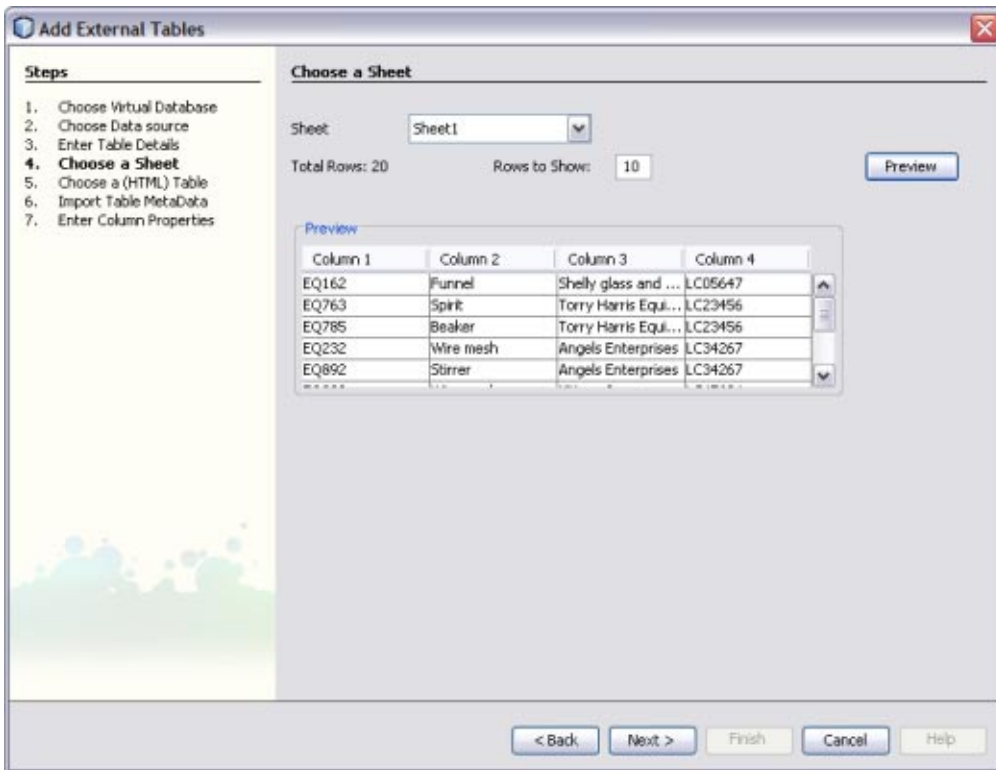 Add External Tables
Steps
1. Choose Virtual Database
2. Choose Data source
3. Enter Table Details
4. Choose a Sheet
5. Choose a (HTML) Table
6. Import Table MetaData
7. Enter Column Properties
Choose a Sheet
Sheet Sheet1
Total Rows: 20 Rows to Show: 10 Preview
Preview
Column 1 Column 2 Column 3 Column 4
EQ162 Funnel Shelly glass and ... LC05647
EQ763 Spirit Torry Harris Equi... LC23456
EQ785 Beaker Torry Harris Equi... LC23456
EQ232 Wire mesh Angels Enterprises LC34267
EQ892 Stirrer Angels Enterprises LC34267
< Back Next > Finish Cancel Help